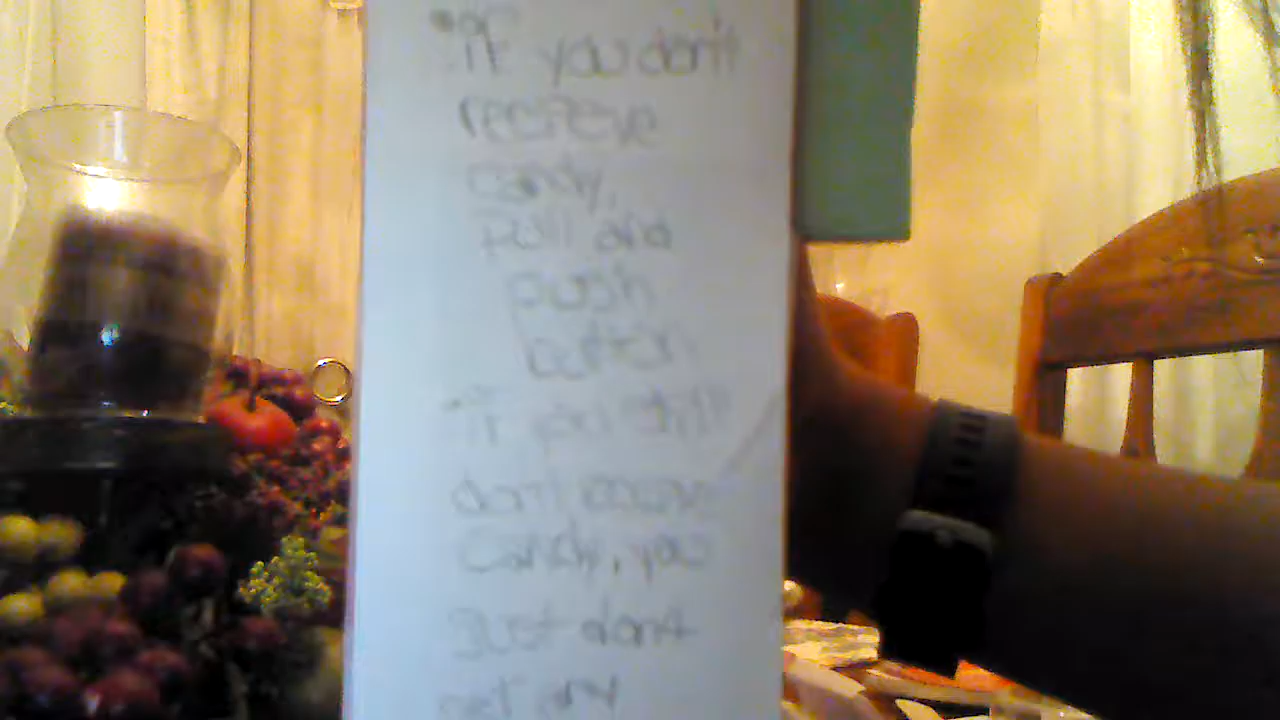 *If you don't
recieve
candy,
pull and
push
button
*if you still
don't recieve
Candy, you
just don't
get any